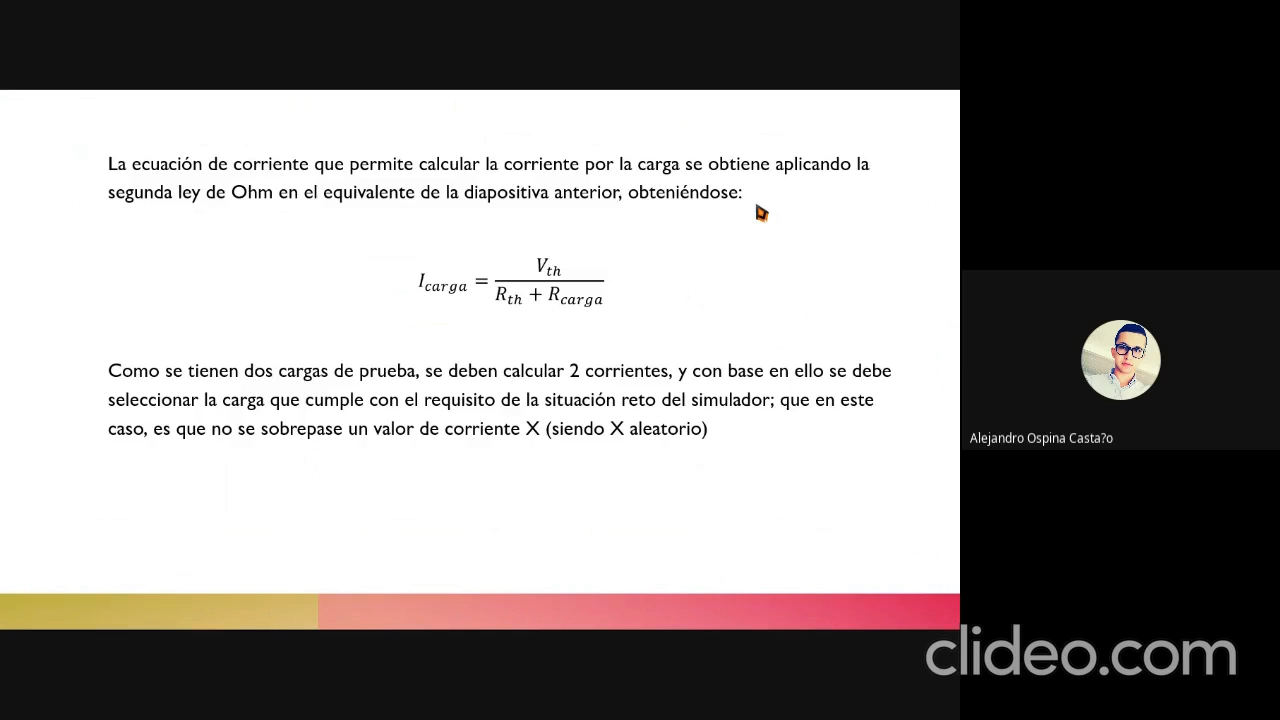 La ecuación de corriente que permite calcular la corriente por la carga se obtiene aplicando la
segunda ley de Ohm en el equivalente de la diapositiva anterior, obteniéndose:
I_carga = V_th / (R_th + R_carga)
Como se tienen dos cargas de prueba, se deben calcular 2 corrientes, y con base en ello se debe
seleccionar la carga que cumple con el requisito de la situación reto del simulador; que en este
caso, es que no se sobrepase un valor de corriente X (siendo X aleatorio)
Alejandro Ospina Casta?o
clideo.com